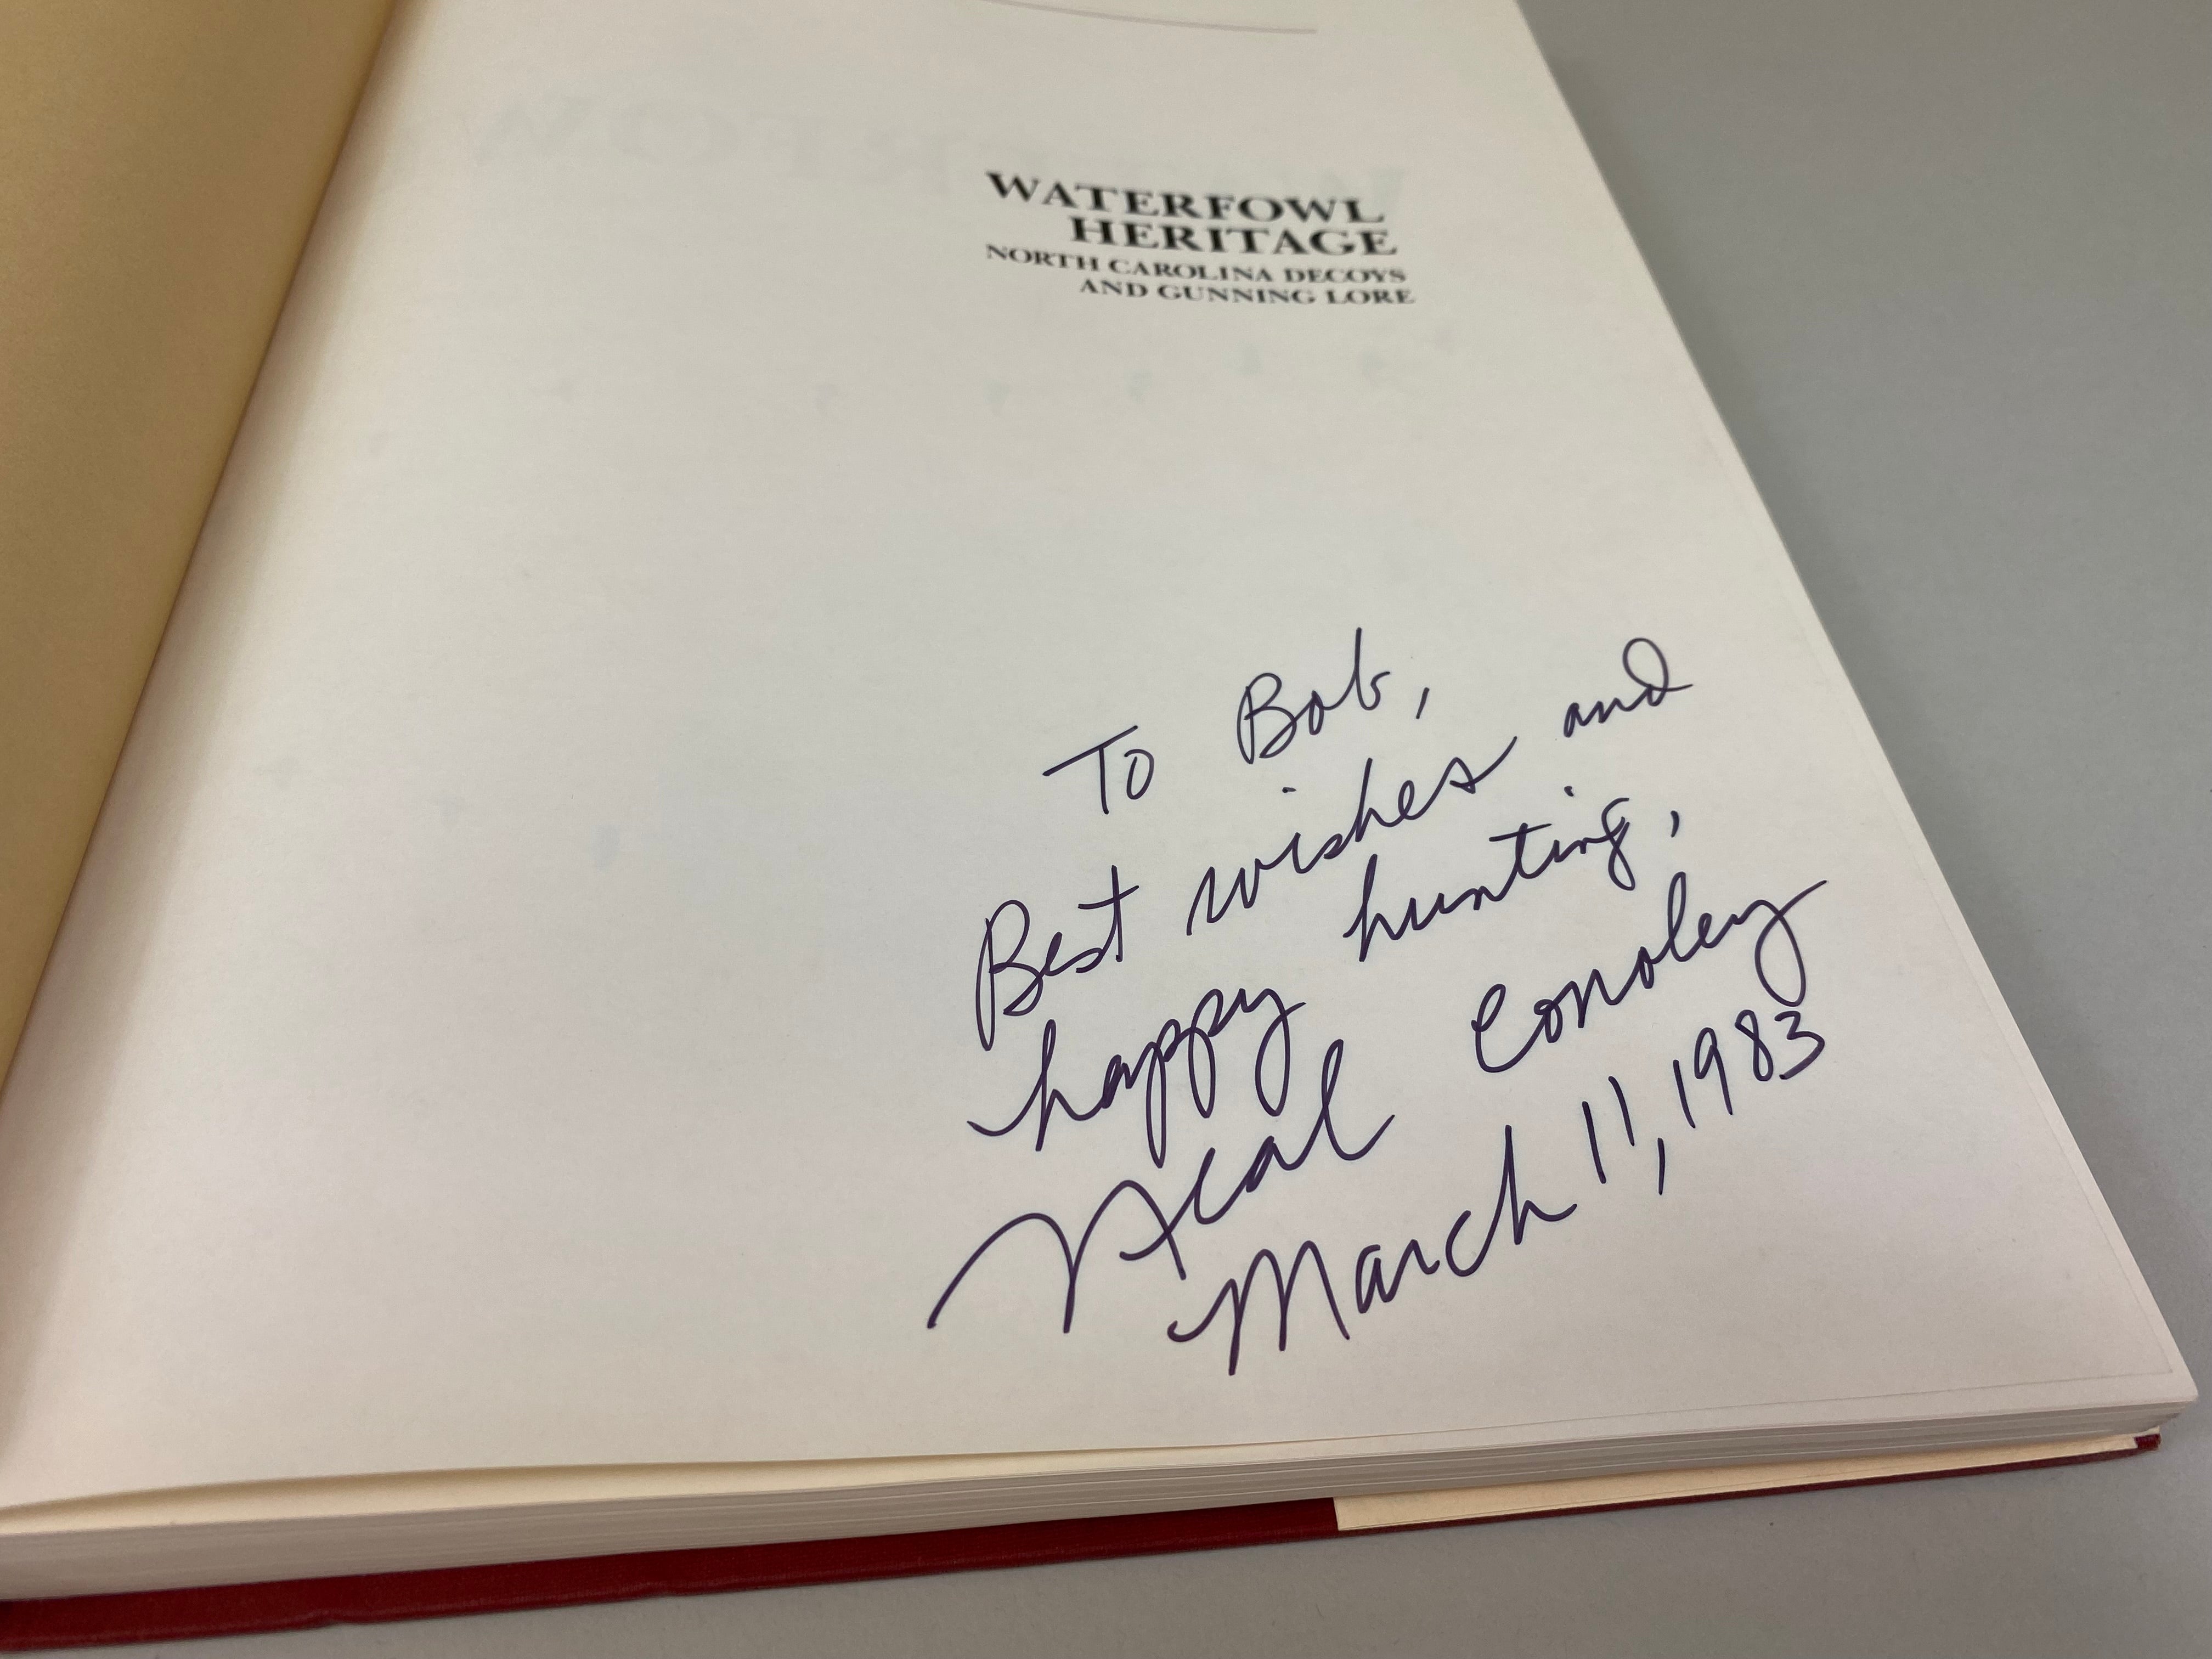 WATERFOWL
HERITAGE
NORTH CAROLINA DECOYS
AND GUNNING LORE
To Bob,
Best wishes and
happy hunting,
Neal Conoley
March 11, 1983